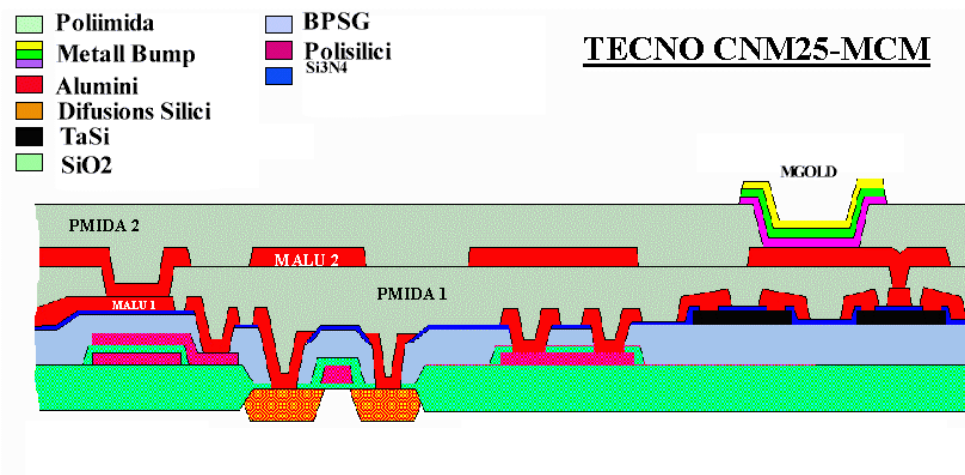 Poliimida
Metall Bump
Alumini
Difusions Silici
TaSi
SiO2
BPSG
Polisilici
Si3N4
TECNO CNM25-MCM
MGOLD
PMIDA 2
MALU 2
PMIDA 1
MALU 1